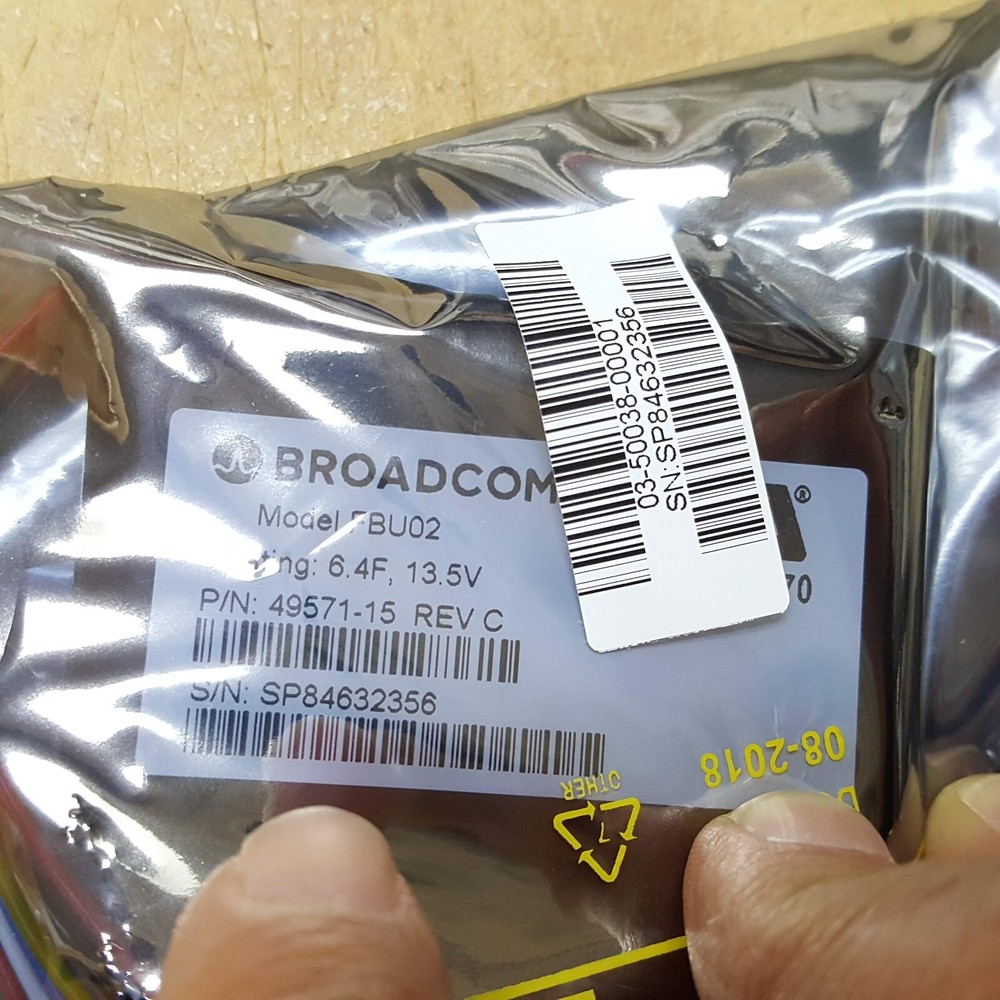 BROADCOM
Model FBU02
ting: 6.4F, 13.5V
P/N: 49571-15 REV C
S/N: SP84632356
03-50038-00001
SN:SP84632356
®
08-2018
OTHER
7